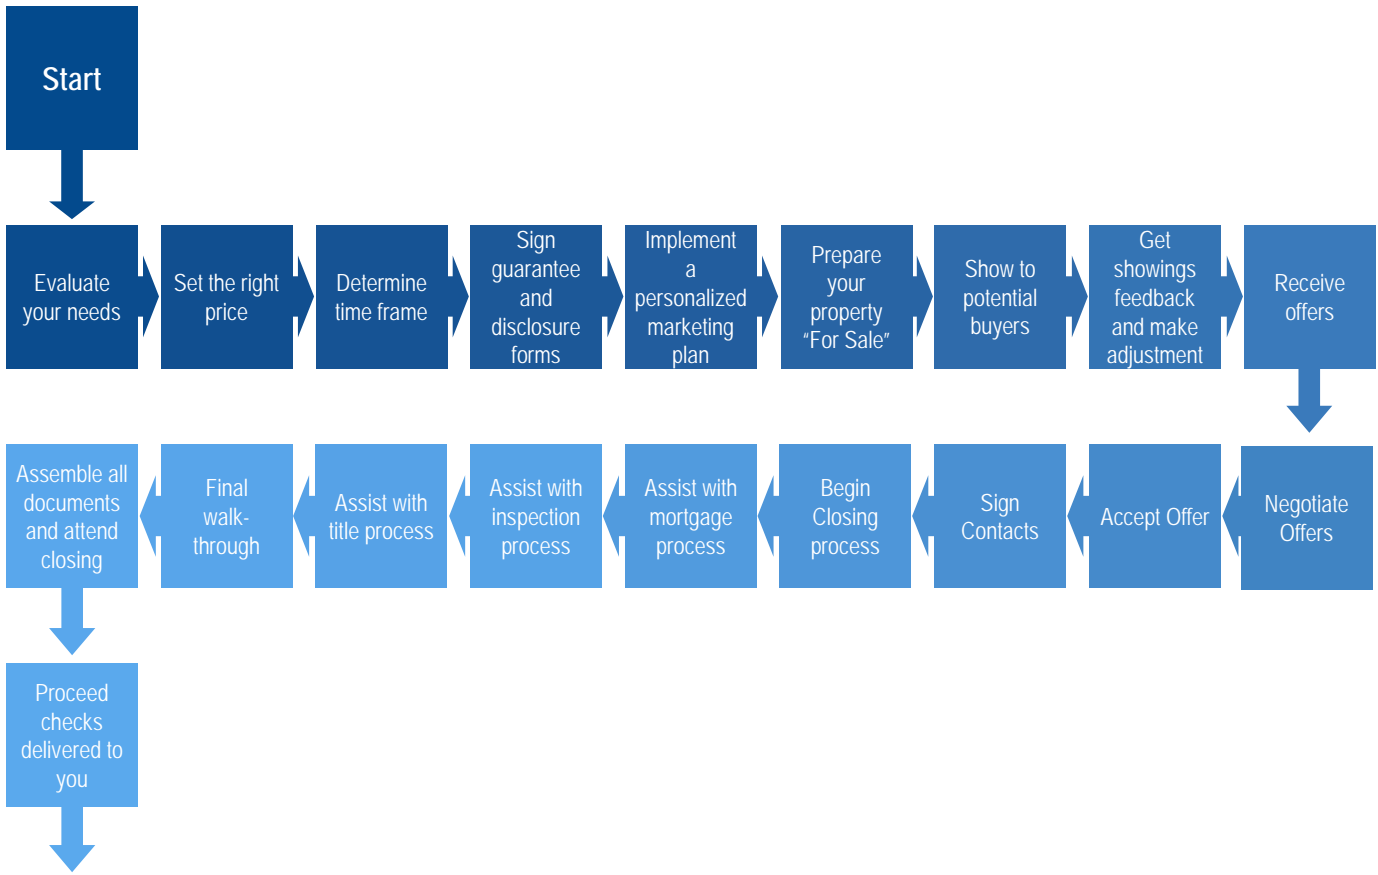 Start
Evaluate
your needs
Set the right
price
Determine
time frame
Sign
guarantee
and
disclosure
forms
Implement
a
personalized
marketing
plan
Prepare
your
property
“For Sale”
Show to
potential
buyers
Get
showings
feedback
and make
adjustment
Receive
offers
Negotiate
Offers
Accept Offer
Sign
Contacts
Begin
Closing
process
Assist with
mortgage
process
Assist with
inspection
process
Assist with
title process
Final
walk-
through
Assemble all
documents
and attend
closing
Proceed
checks
delivered to
you